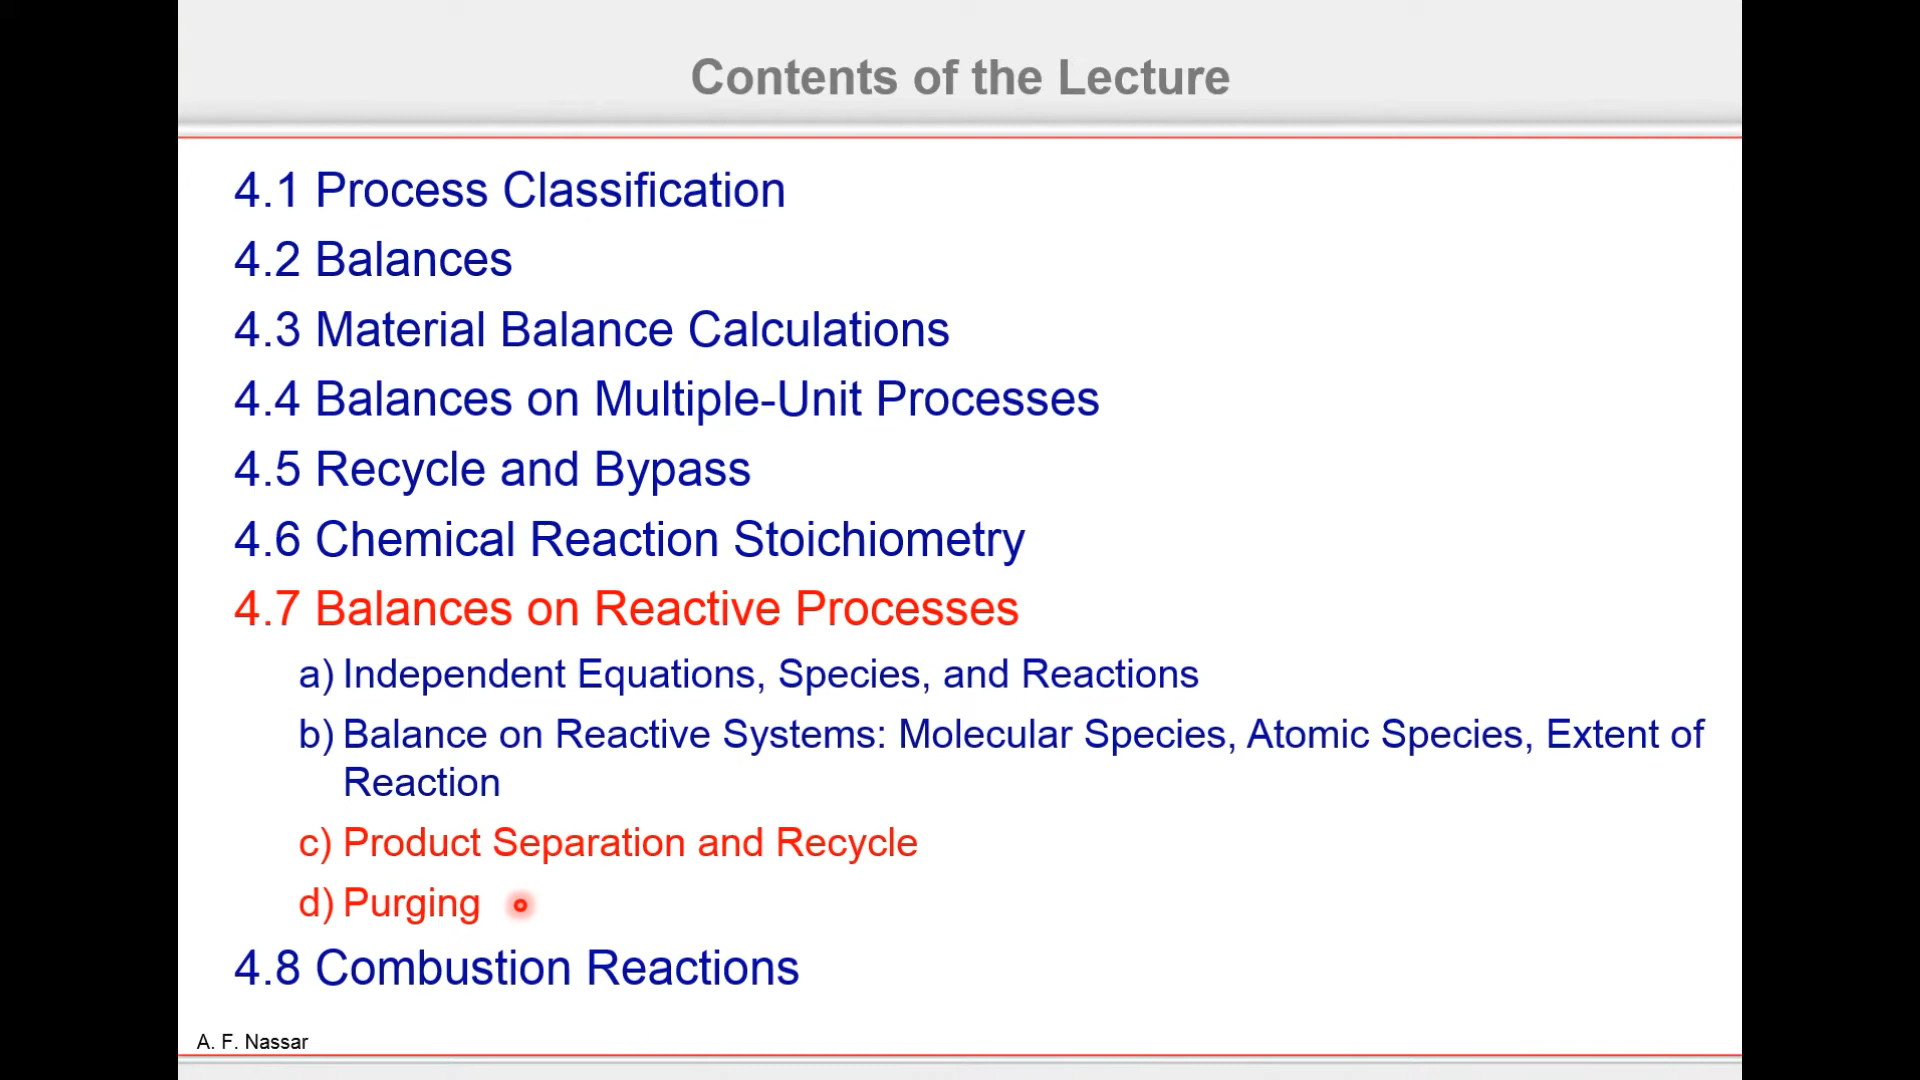 Contents of the Lecture
4.1 Process Classification
4.2 Balances
4.3 Material Balance Calculations
4.4 Balances on Multiple-Unit Processes
4.5 Recycle and Bypass
4.6 Chemical Reaction Stoichiometry
4.7 Balances on Reactive Processes
a) Independent Equations, Species, and Reactions
b) Balance on Reactive Systems: Molecular Species, Atomic Species, Extent of
Reaction
c) Product Separation and Recycle
d) Purging
4.8 Combustion Reactions
A. F. Nassar